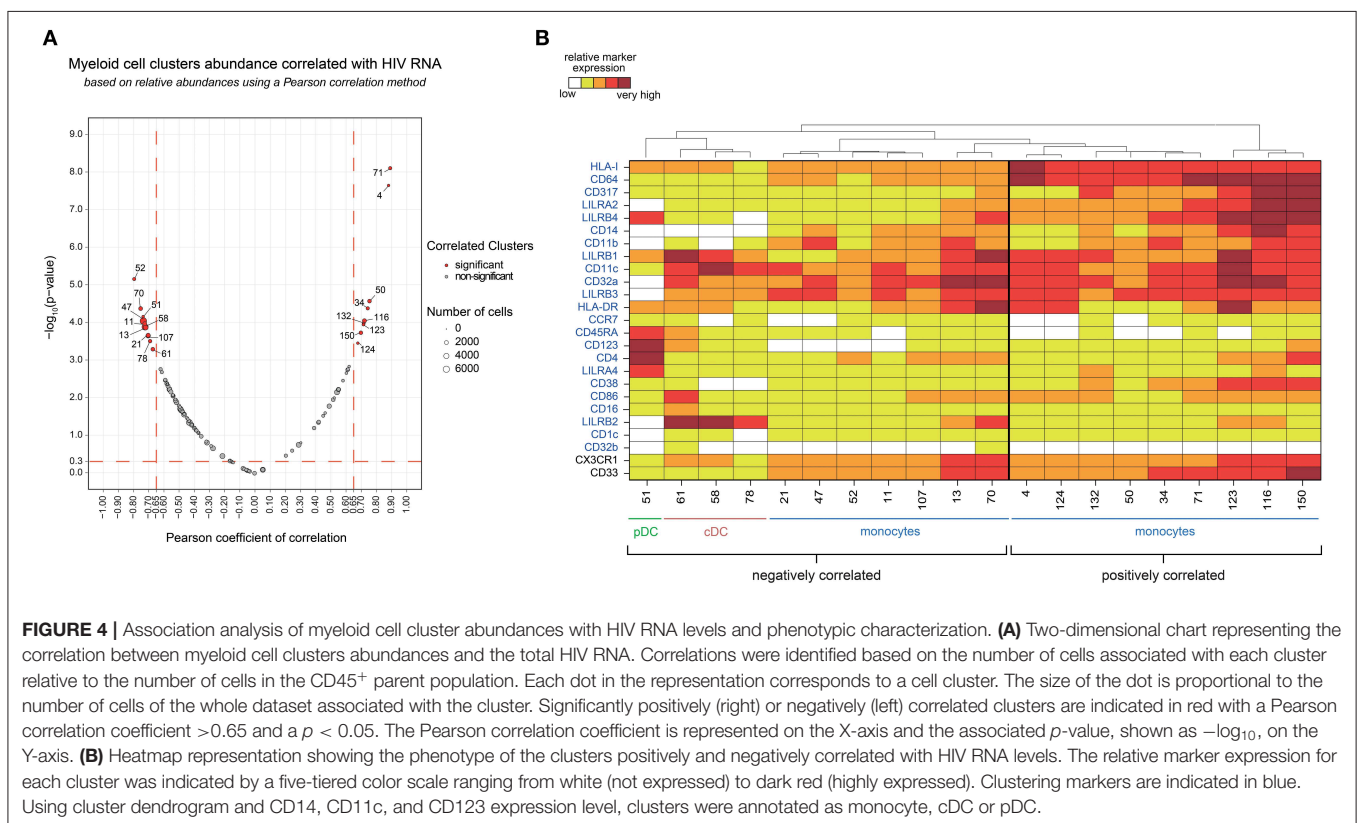 A
Myeloid cell clusters abundance correlated with HIV RNA
based on relative abundances using a Pearson correlation method
−log10(p−value)
9.0
8.0
7.0
6.0
5.0
4.0
3.0
2.0
1.0
0.3
0.0
71
4
52
70
51
47
58
11
13
21
107
78
61
50
34
132
116
123
150
124
−1.00
−0.90
−0.80
−0.70
−0.65
−0.60
−0.50
−0.40
−0.30
−0.20
−0.10
0.00
0.10
0.20
0.30
0.40
0.50
0.60
0.65
0.70
0.80
0.90
1.00
Pearson coefficient of correlation
Correlated Clusters
significant
non-significant
Number of cells
0
2000
4000
6000
B
relative marker
expression
low
very high
HLA-I
CD64
CD317
LILRA2
LILRB4
CD14
CD11b
LILRB1
CD11c
CD32a
LILRB3
HLA-DR
CCR7
CD45RA
CD123
CD4
LILRA4
CD38
CD86
CD16
LILRB2
CD1c
CD32b
CX3CR1
CD33
51 61 58 78 21 47 52 11 107 13 70 4 124 132 50 34 71 123 116 150
pDC cDC monocytes monocytes
negatively correlated positively correlated
FIGURE 4 | Association analysis of myeloid cell cluster abundances with HIV RNA levels and phenotypic characterization. (A) Two-dimensional chart representing the
correlation between myeloid cell clusters abundances and the total HIV RNA. Correlations were identified based on the number of cells associated with each cluster
relative to the number of cells in the CD45+ parent population. Each dot in the representation corresponds to a cell cluster. The size of the dot is proportional to the
number of cells of the whole dataset associated with the cluster. Significantly positively (right) or negatively (left) correlated clusters are indicated in red with a Pearson
correlation coefficient >0.65 and a p < 0.05. The Pearson correlation coefficient is represented on the X-axis and the associated p-value, shown as −log10, on the
Y-axis. (B) Heatmap representation showing the phenotype of the clusters positively and negatively correlated with HIV RNA levels. The relative marker expression for
each cluster was indicated by a five-tiered color scale ranging from white (not expressed) to dark red (highly expressed). Clustering markers are indicated in blue.
Using cluster dendrogram and CD14, CD11c, and CD123 expression level, clusters were annotated as monocyte, cDC or pDC.